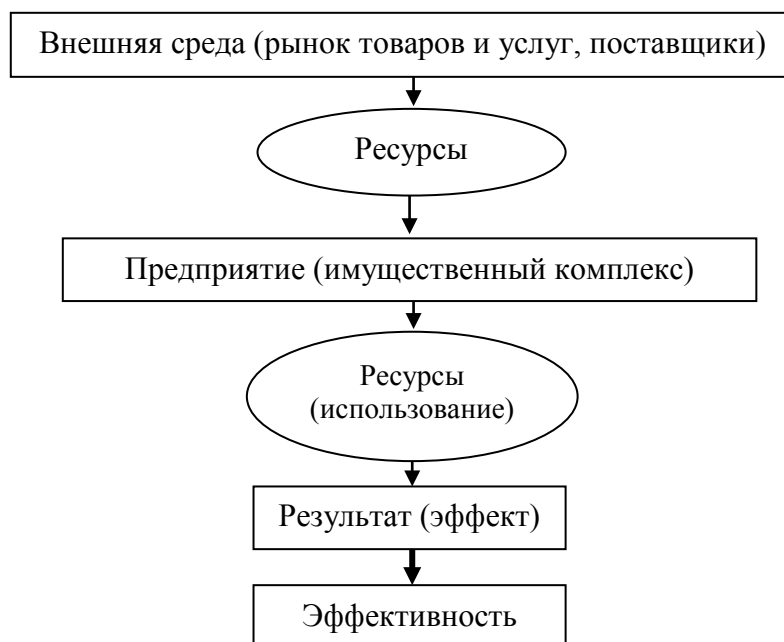 Внешняя среда (рынок товаров и услуг, поставщики)
Ресурсы
Предприятие (имущественный комплекс)
Ресурсы
(использование)
Результат (эффект)
Эффективность